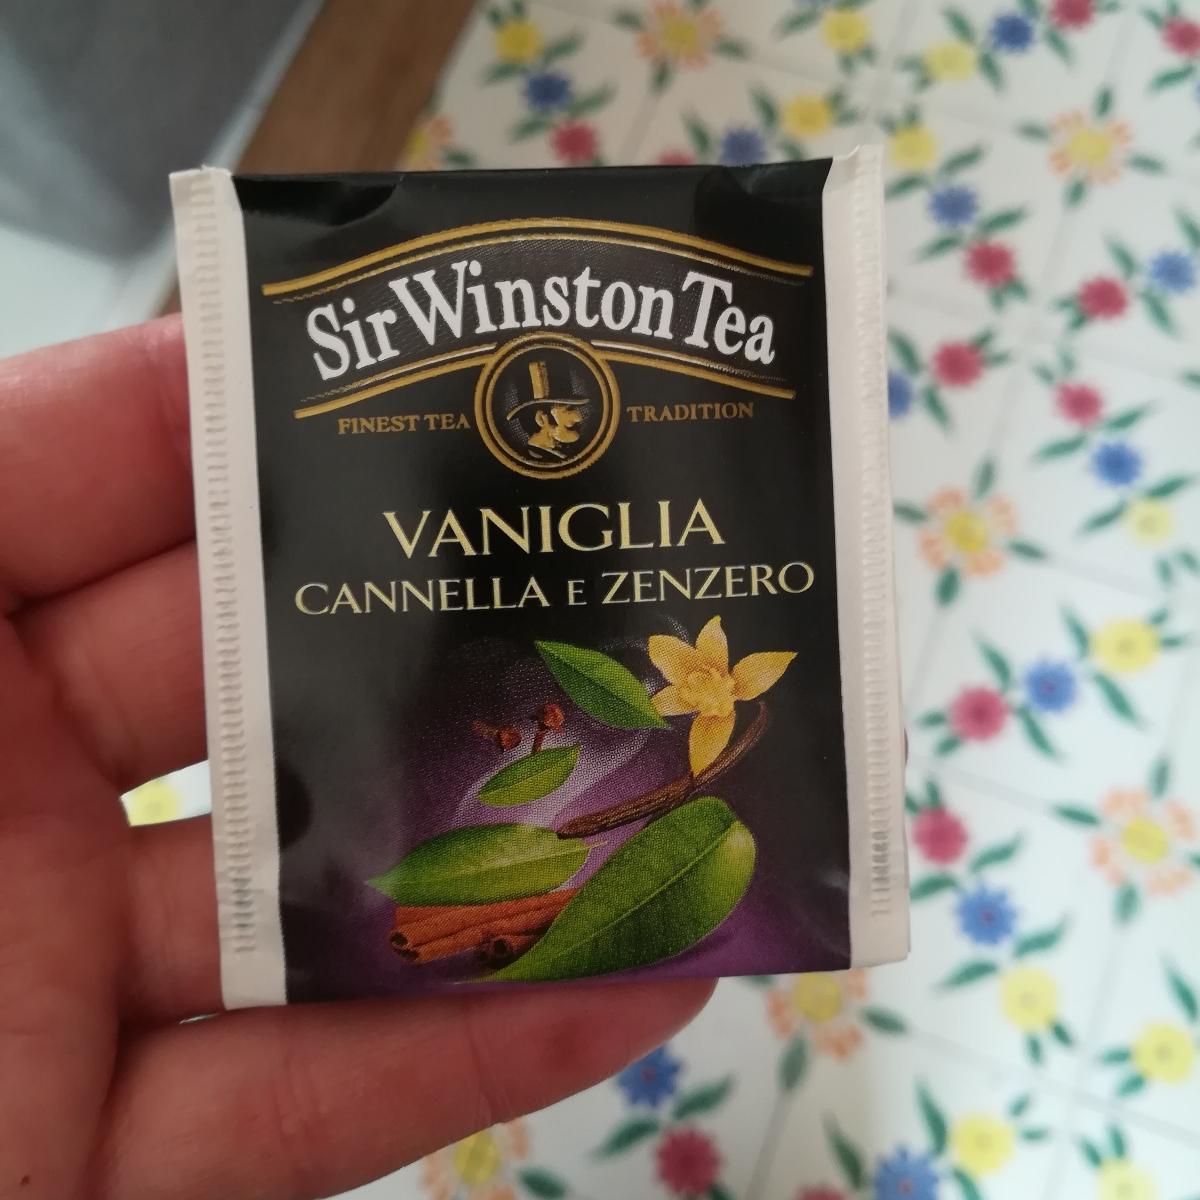 Sir Winston Tea
FINEST TEA TRADITION
VANIGLIA
CANNELLA E ZENZERO